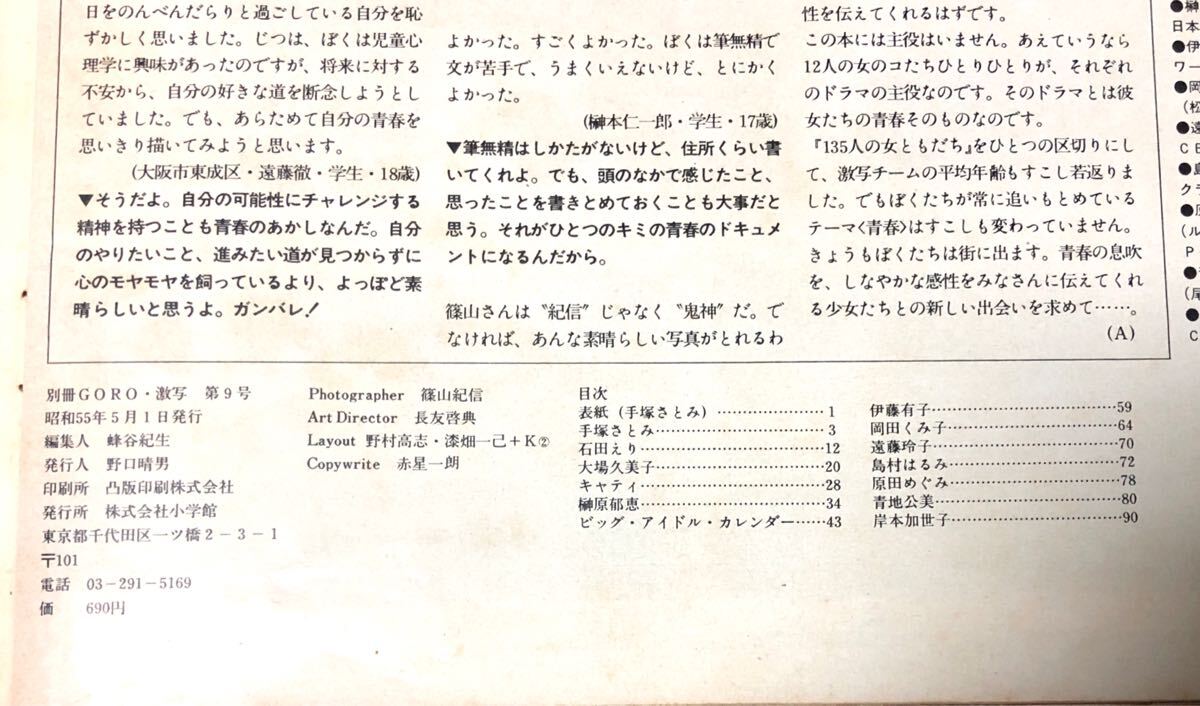 日をのんべんだらりと過ごしている自分を恥
ずかしく思いました。じつは、ぼくは児童心
理学に興味があったのですが、将来に対する
不安から、自分の好きな道を断念しようとし
ていました。でも、あらためて自分の青春を
思いきり描いてみようと思います。
(大阪市東成区・遠藤徹・学生・18歳)
▼そうだよ。自分の可能性にチャレンジする
精神を持つことも青春のあかしなんだ。自分
のやりたいこと、進みたい道が見つからずに
心のモヤモヤを飼っているより、よっぽど素
晴らしいと思うよ。ガンバレ!
よかった。すごくよかった。ぼくは筆無精で
文が苦手で、うまくいえないけど、とにかく
よかった。
(榊本仁一郎・学生・17歳)
▼筆無精はしかたがないけど、住所くらい書
いてくれよ。でも、頭のなかで感じたこと、
思ったことを書きとめておくことも大事だと
思う。それがひとつのキミの青春のドキュメ
ントになるんだから。
篠山さんは〝紀信〟じゃなく〝鬼神〟だ。で
なければ、あんな素晴らしい写真がとれるわ
性を伝えてくれるはずです。
この本には主役はいません。あえていうなら
12人の女のコたちひとりひとりが、それぞれ
のドラマの主役なのです。そのドラマとは彼
女たちの青春そのものなのです。
『135人の女ともだち』をひとつの区切りにし
て、激写チームの平均年齢もすこし若返りま
した。でもぼくたちが常に追いもとめている
テーマ〈青春〉はすこしも変わっていません。
きょうもぼくたちは街に出ます。青春の息吹
を、しなやかな感性をみなさんに伝えてくれ
る少女たちとの新しい出会いを求めて……。
(A)
●榊
日本
●伊
ワー
●岡
(松
●遠
CE
●島
クラ
●原
(ル
P
●
(尾
●
C
別冊GORO・激写 第9号
昭和55年5月1日発行
編集人 蜂谷紀生
発行人 野口晴男
印刷所 凸版印刷株式会社
発行所 株式会社小学館
東京都千代田区一ツ橋2-3-1
〒101
電話 03-291-5169
価 690円
Photographer 篠山紀信
Art Director 長友啓典
Layout 野村高志・漆畑一己+K②
Copywrite 赤星一朗
目次
表紙(手塚さとみ)……………………1
手塚さとみ……………………3
石田えり……………………12
大場久美子……………………20
キャティ……………………28
榊原郁恵……………………34
ビッグ・アイドル・カレンダー……43
伊藤有子……………………59
岡田くみ子……………………64
遠藤玲子……………………70
島村はるみ……………………72
原田めぐみ……………………78
青地公美……………………80
岸本加世子……………………90